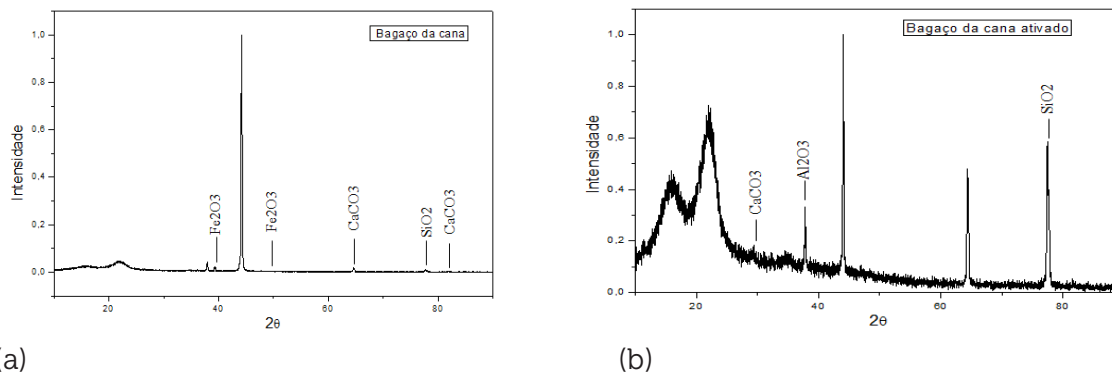 Bagaço da cana
Intensidade
1,0
0,8
0,6
0,4
0,2
0,0
Fe2O3
Fe2O3
CaCO3
SiO2
CaCO3
20
40
60
80
2θ
(a)
Bagaço da cana ativado
Intensidade
1,0
0,8
0,6
0,4
0,2
0,0
CaCO3
Al2O3
SiO2
20
40
60
80
2θ
(b)